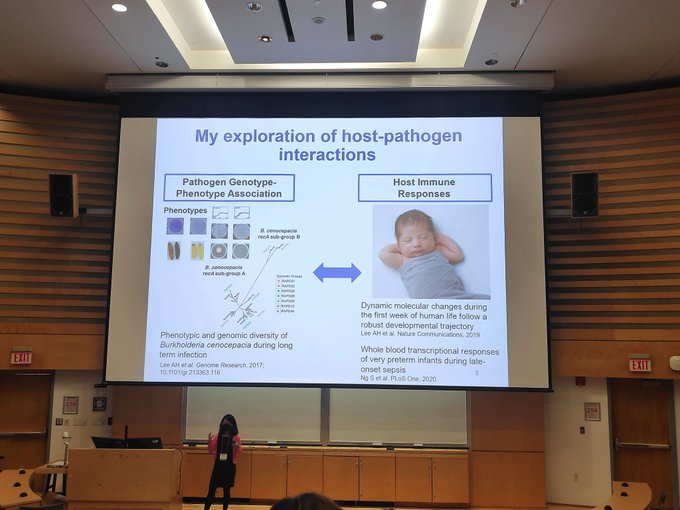 My exploration of host-pathogen
interactions
Pathogen Genotype-
Phenotype Association
Phenotypes
B. cenocepacia
recA sub-group B
B. cenocepacia
recA sub-group A
Genomic Groups
Phenotypic and genomic diversity of
Burkholderia cenocepacia during long
term infection
Lee AH et al. Genome Research. 2017;
10.1101/gr.213363.116
Host Immune
Responses
Dynamic molecular changes during
the first week of human life follow a
robust developmental trajectory
Lee AH et al. Nature Communications, 2019
Whole blood transcriptional responses
of very preterm infants during late-
onset sepsis
Ng S et al. PLoS One, 2020
3
EXIT
EXIT
256